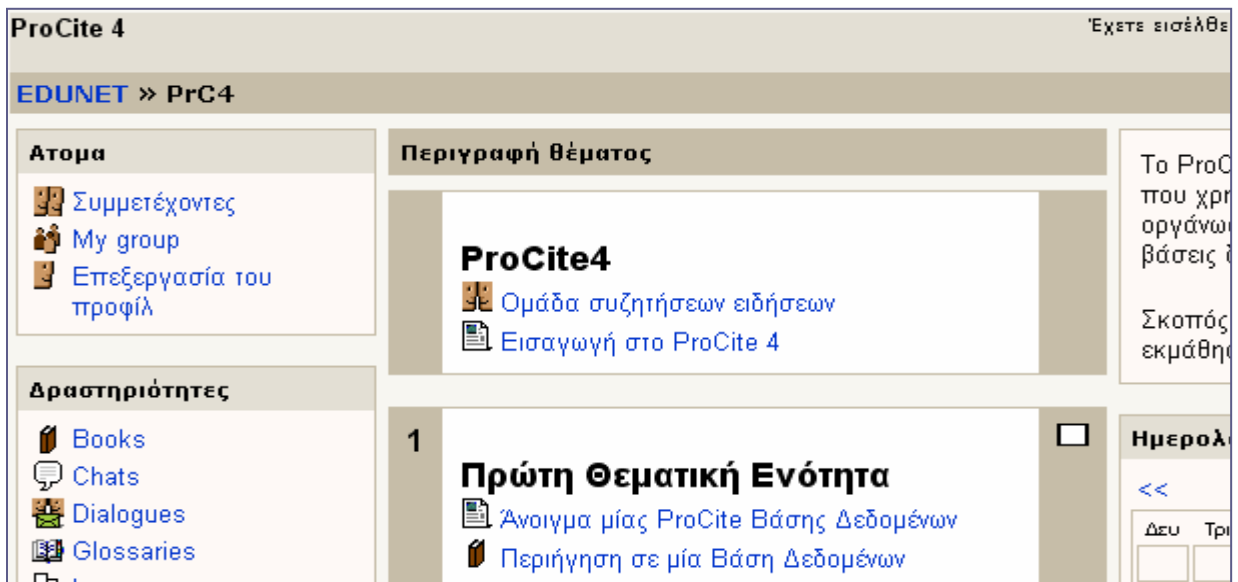 ProCite 4
Έχετε εισέλθε
EDUNET » PrC4
Ατομα
Συμμετέχοντες
My group
Επεξεργασία του
προφίλ
Δραστηριότητες
Books
Chats
Dialogues
Glossaries
Περιγραφή θέματος
ProCite4
Ομάδα συζητήσεων ειδήσεων
Εισαγωγή στο ProCite 4
1
Πρώτη Θεματική Ενότητα
Άνοιγμα μίας ProCite Βάσης Δεδομένων
Περιήγηση σε μία Βάση Δεδομένων
Το ProC
που χρη
οργάνω
βάσεις
Σκοπός
εκμάθη
Ημερολ
<<
Δευ Τρι